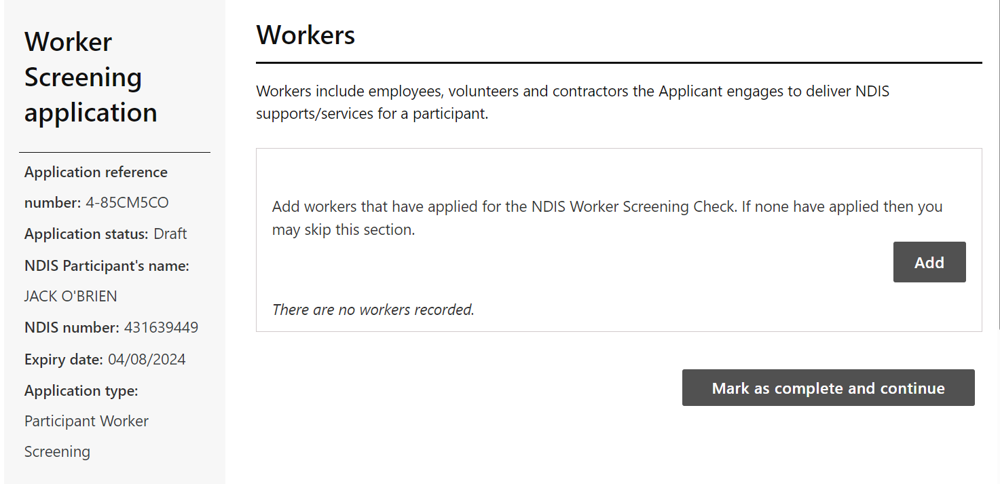 Worker
Screening
application
Application reference
number: 4-85CM5CO
Application status: Draft
NDIS Participant's name:
JACK O'BRIEN
NDIS number: 431639449
Expiry date: 04/08/2024
Application type:
Participant Worker
Screening
Workers
Workers include employees, volunteers and contractors the Applicant engages to deliver NDIS
supports/services for a participant.
Add workers that have applied for the NDIS Worker Screening Check. If none have applied then you
may skip this section.
Add
There are no workers recorded.
Mark as complete and continue